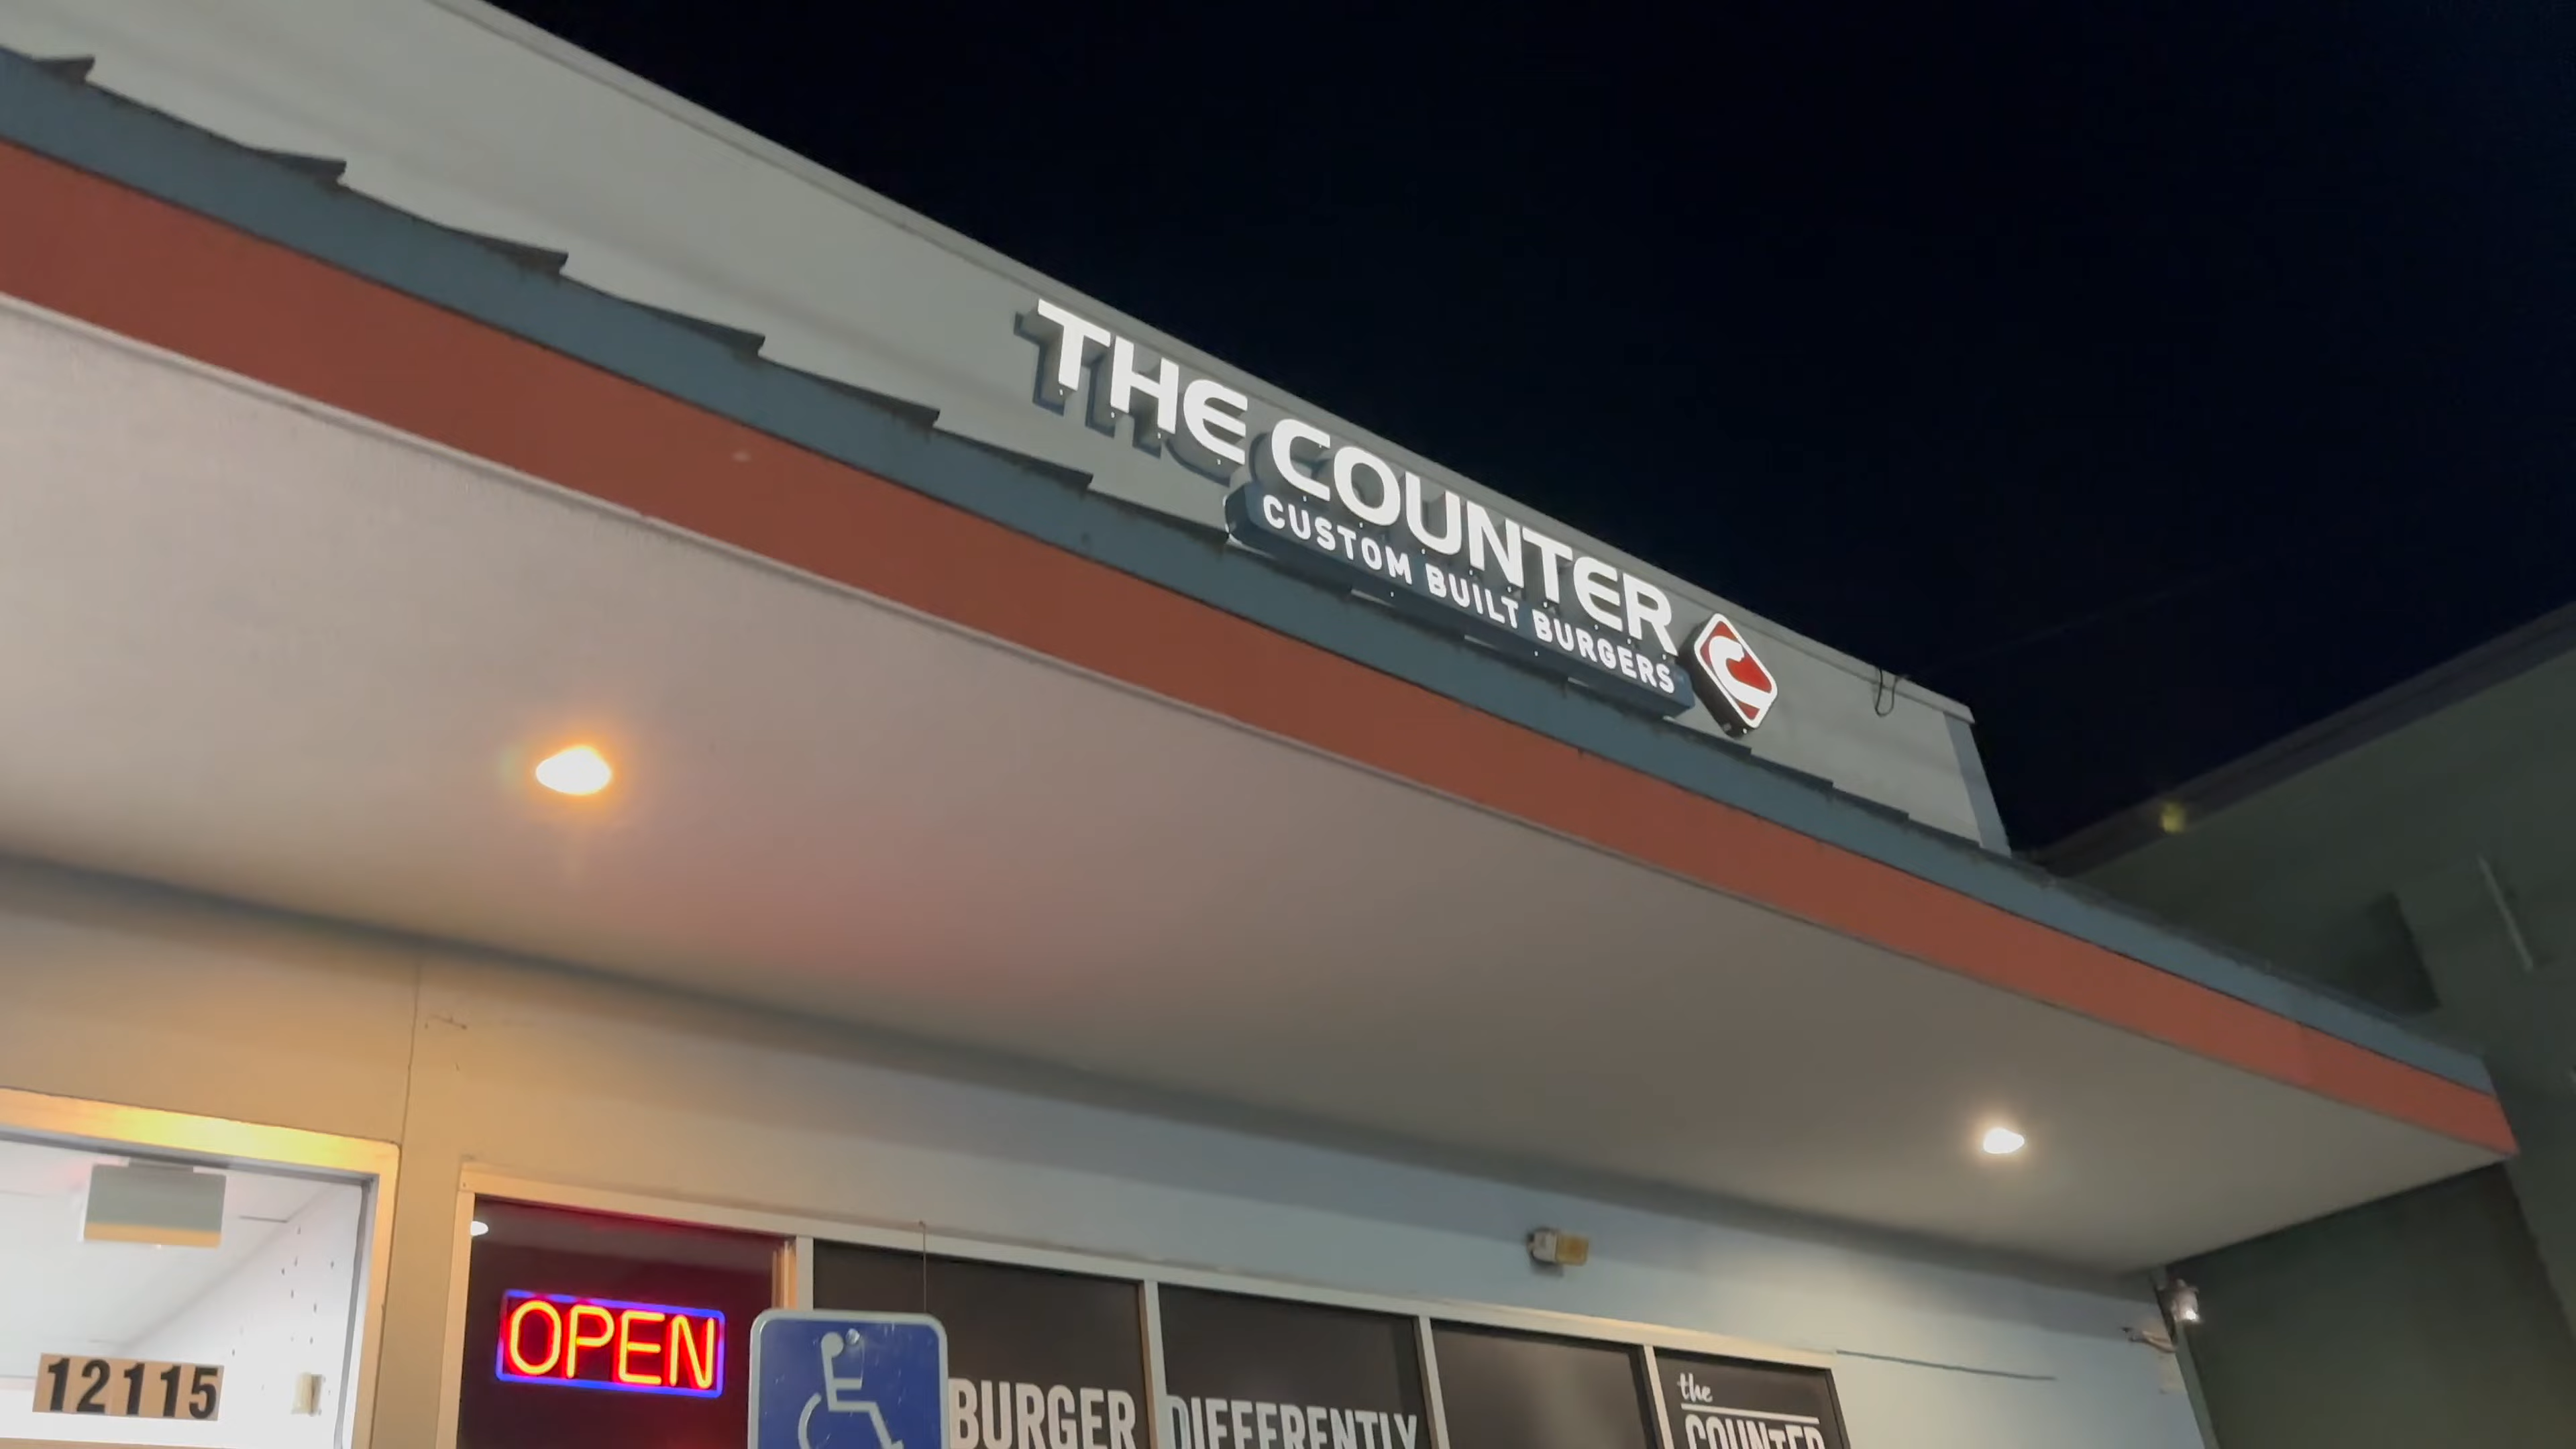 THE COUNTER
CUSTOM BUILT BURGERS
OPEN
12115
BURGER
DIFFERENTLY
the
COUNTER